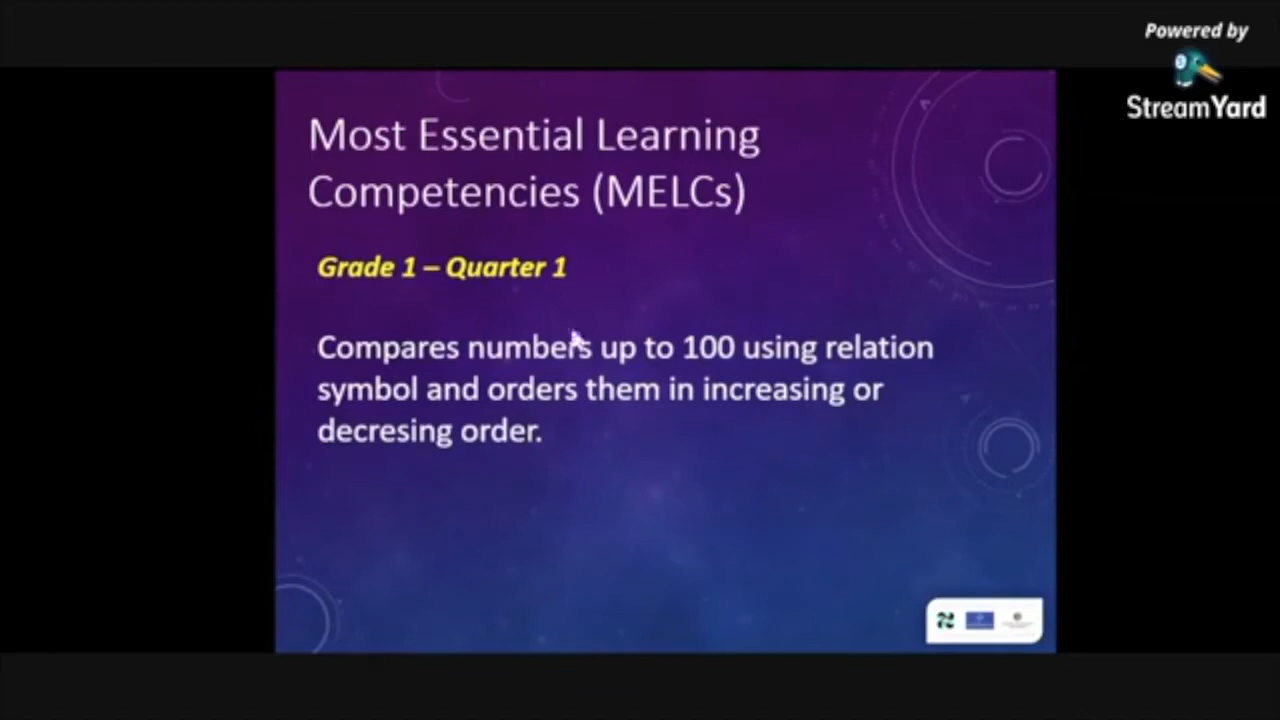 Powered by
StreamYard
Most Essential Learning
Competencies (MELCs)
Grade 1 – Quarter 1
Compares numbers up to 100 using relation
symbol and orders them in increasing or
decresing order.